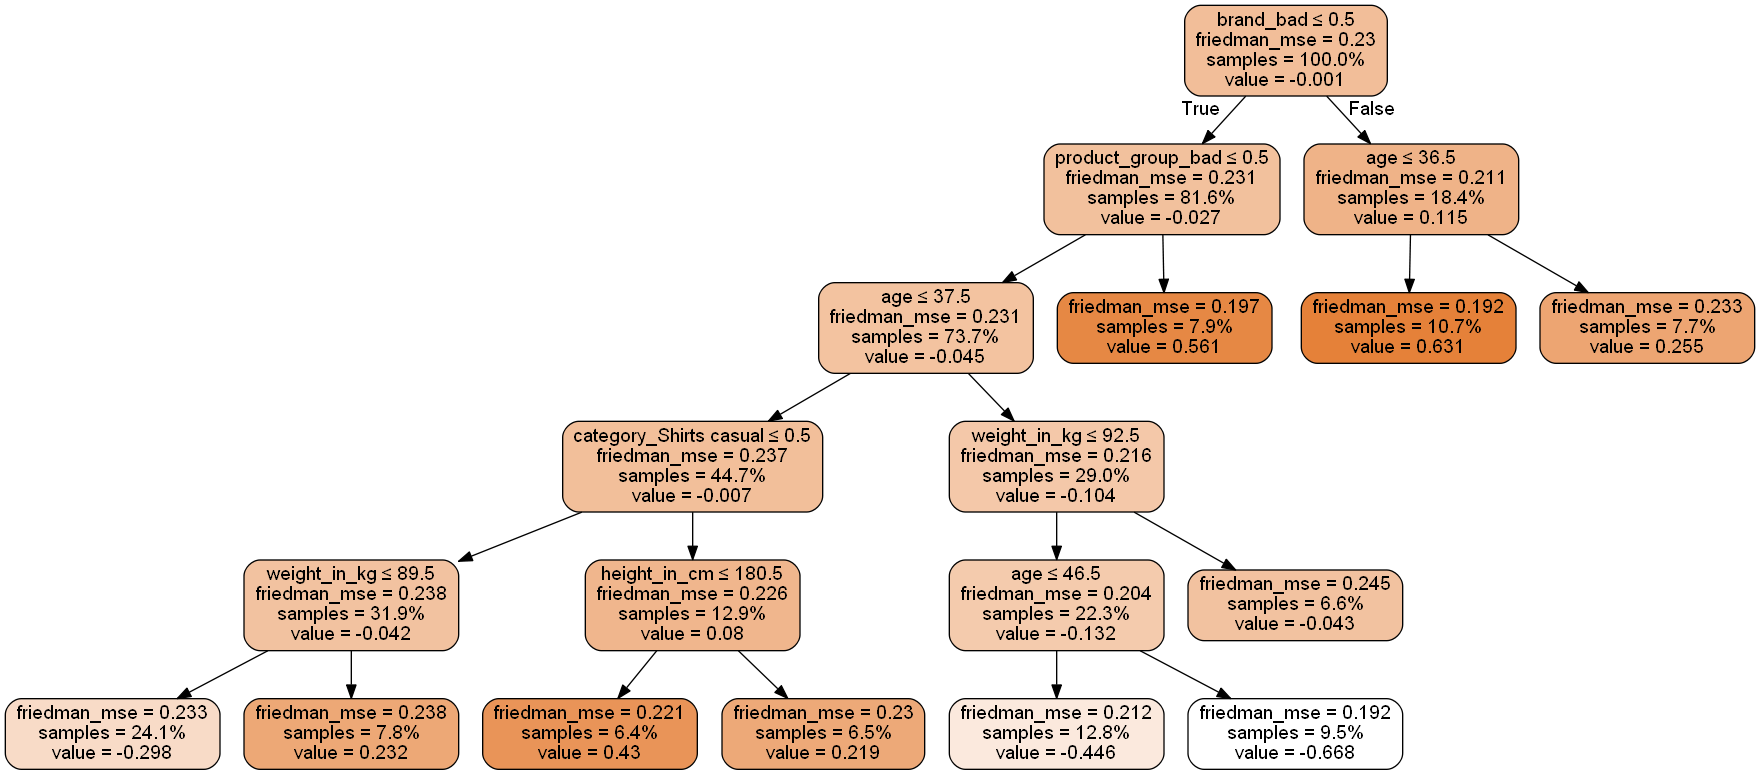 brand_bad ≤ 0.5
friedman_mse = 0.23
samples = 100.0%
value = -0.001
True
False
product_group_bad ≤ 0.5
friedman_mse = 0.231
samples = 81.6%
value = -0.027
age ≤ 36.5
friedman_mse = 0.211
samples = 18.4%
value = 0.115
age ≤ 37.5
friedman_mse = 0.231
samples = 73.7%
value = -0.045
friedman_mse = 0.197
samples = 7.9%
value = 0.561
friedman_mse = 0.192
samples = 10.7%
value = 0.631
friedman_mse = 0.233
samples = 7.7%
value = 0.255
category_Shirts casual ≤ 0.5
friedman_mse = 0.237
samples = 44.7%
value = -0.007
weight_in_kg ≤ 92.5
friedman_mse = 0.216
samples = 29.0%
value = -0.104
weight_in_kg ≤ 89.5
friedman_mse = 0.238
samples = 31.9%
value = -0.042
height_in_cm ≤ 180.5
friedman_mse = 0.226
samples = 12.9%
value = 0.08
age ≤ 46.5
friedman_mse = 0.204
samples = 22.3%
value = -0.132
friedman_mse = 0.245
samples = 6.6%
value = -0.043
friedman_mse = 0.233
samples = 24.1%
value = -0.298
friedman_mse = 0.238
samples = 7.8%
value = 0.232
friedman_mse = 0.221
samples = 6.4%
value = 0.43
friedman_mse = 0.23
samples = 6.5%
value = 0.219
friedman_mse = 0.212
samples = 12.8%
value = -0.446
friedman_mse = 0.192
samples = 9.5%
value = -0.668